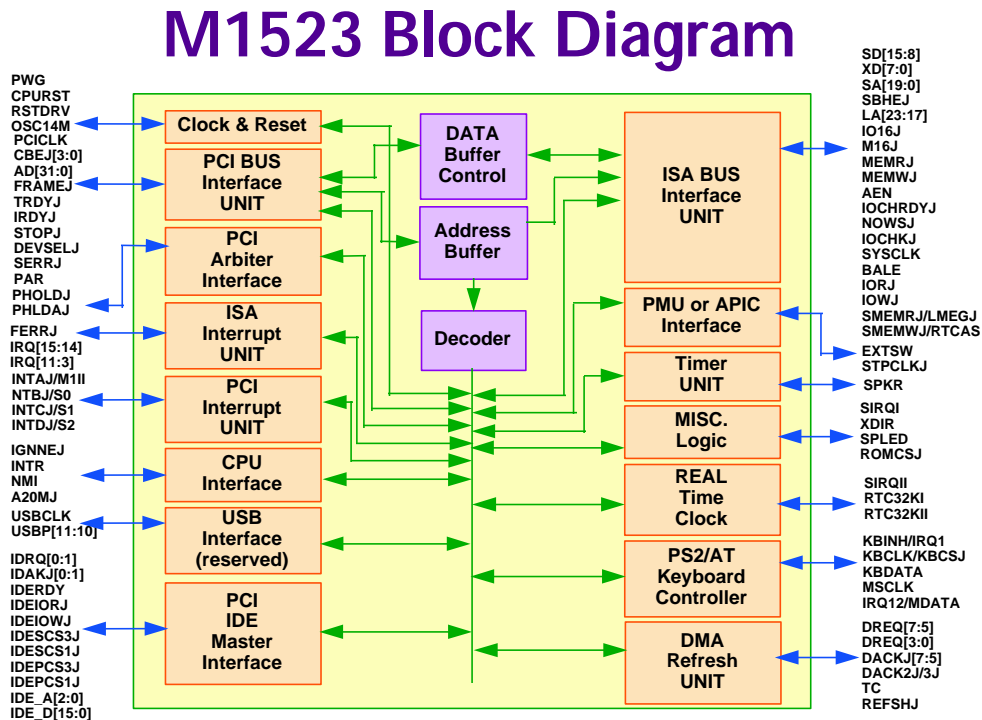 M1523 Block Diagram
PWG
CPURST
RSTDRV
OSC14M
PCICLK
CBEJ[3:0]
AD[31:0]
FRAMEJ
TRDYJ
IRDYJ
STOPJ
DEVSELJ
SERRJ
PAR
PHOLDJ
PHLDAJ
FERRJ
IRQ[15:14]
IRQ[11:3]
INTAJ/M1II
NTBJ/S0
INTCJ/S1
INTDJ/S2
IGNNEJ
INTR
NMI
A20MJ
USBCLK
USBP[11:10]
IDRQ[0:1]
IDAKJ[0:1]
IDERDY
IDEIORJ
IDEIOWJ
IDESCS3J
IDESCS1J
IDEPCS3J
IDEPCS1J
IDE_A[2:0]
IDE_D[15:0]
Clock & Reset
PCI BUS
Interface
UNIT
PCI
Arbiter
Interface
ISA
Interrupt
UNIT
PCI
Interrupt
UNIT
CPU
Interface
USB
Interface
(reserved)
PCI
IDE
Master
Interface
DATA
Buffer
Control
Address
Buffer
Decoder
ISA BUS
Interface
UNIT
PMU or APIC
Interface
Timer
UNIT
MISC.
Logic
REAL
Time
Clock
PS2/AT
Keyboard
Controller
DMA
Refresh
UNIT
SD[15:8]
XD[7:0]
SA[19:0]
SBHEJ
LA[23:17]
IO16J
M16J
MEMRJ
MEMWJ
AEN
IOCHRDYJ
NOWSJ
IOCHKJ
SYSCLK
BALE
IORJ
IOWJ
SMEMRJ/LMEGJ
SMEMWJ/RTCAS
EXTSW
STPCLKJ
SPKR
SIRQI
XDIR
SPLED
ROMCSJ
SIRQII
RTC32KI
RTC32KII
KBINH/IRQ1
KBCLK/KBCSJ
KBDATA
MSCLK
IRQ12/MDATA
DREQ[7:5]
DREQ[3:0]
DACKJ[7:5]
DACK2J/3J
TC
REFSHJ